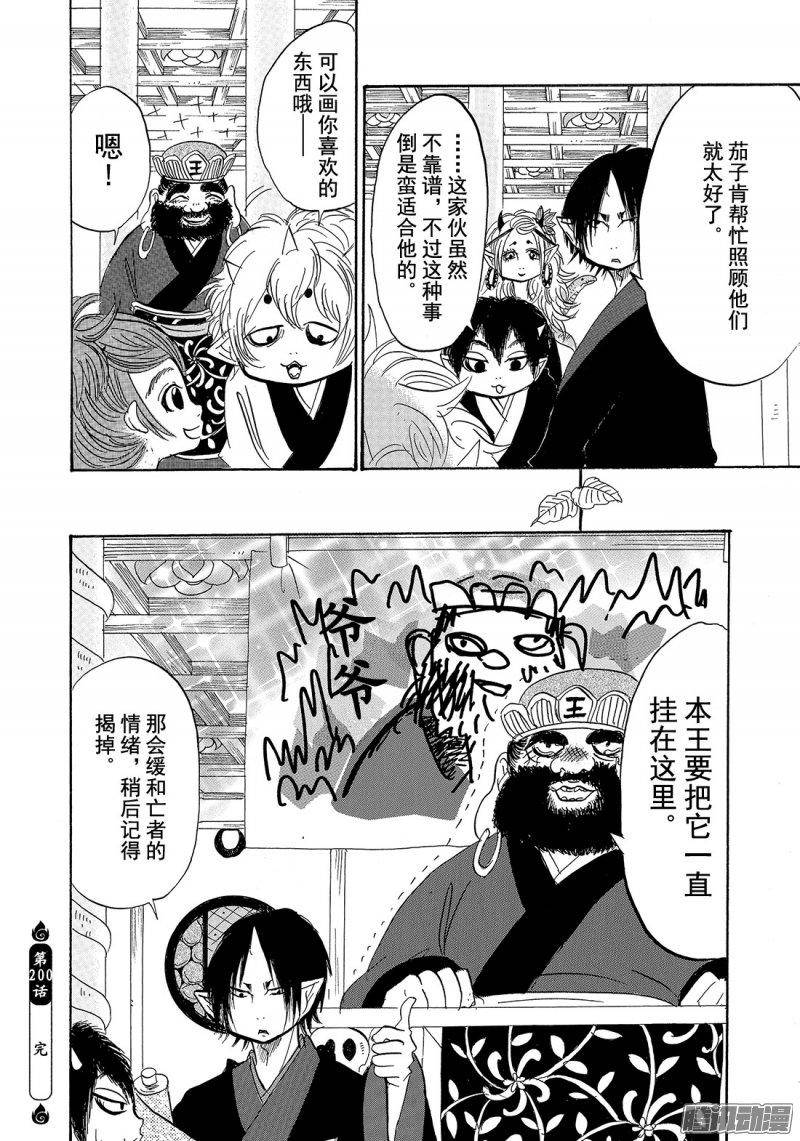 茄子肯帮忙照顾他们
就太好了。
……这家伙虽然
不靠谱，不过这种事
倒是蛮适合他的。
可以画你喜欢的
东西哦——
嗯！
王
爷爷
王
本王要把它一直
挂在这里。
那会缓和亡者的
情绪，稍后记得
揭掉。
第200话
完
腾讯动漫